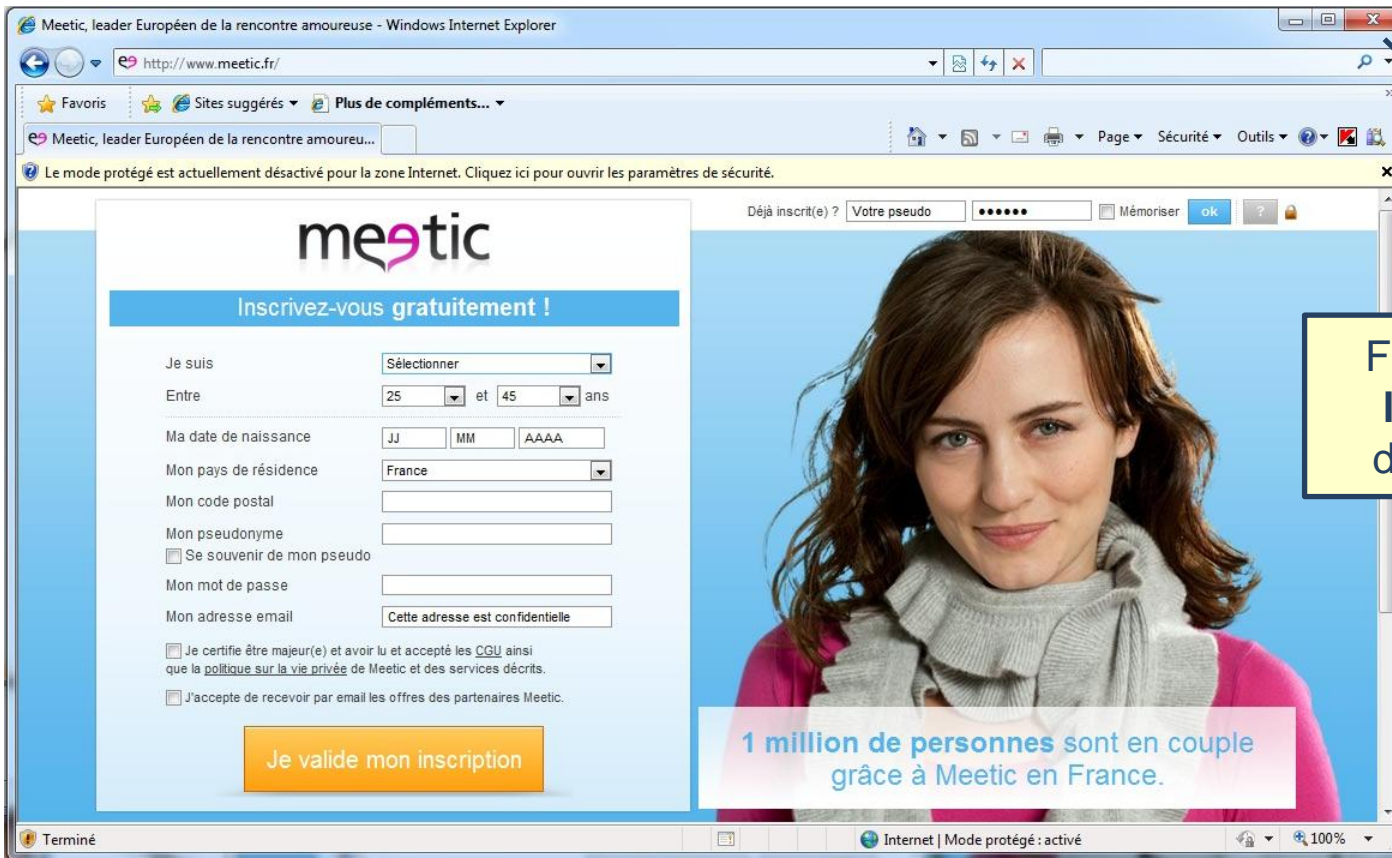 Meetic, leader Européen de la rencontre amoureuse - Windows Internet Explorer
http://www.meetic.fr/
Favoris Sites suggérés Plus de compléments...
Meetic, leader Européen de la rencontre amoureu...
Page Sécurité Outils
Le mode protégé est actuellement désactivé pour la zone Internet. Cliquez ici pour ouvrir les paramètres de sécurité.
Déjà inscrit(e) ? Votre pseudo •••••• Mémoriser ok ?
meetic
Inscrivez-vous gratuitement !
Je suis Sélectionner
Entre 25 et 45 ans
Ma date de naissance JJ MM AAAA
Mon pays de résidence France
Mon code postal
Mon pseudonyme
Se souvenir de mon pseudo
Mon mot de passe
Mon adresse email Cette adresse est confidentielle
Je certifie être majeur(e) et avoir lu et accepté les CGU ainsi
que la politique sur la vie privée de Meetic et des services décrits.
J'accepte de recevoir par email les offres des partenaires Meetic.
Je valide mon inscription
1 million de personnes sont en couple
grâce à Meetic en France.
Terminé Internet | Mode protégé : activé 100%